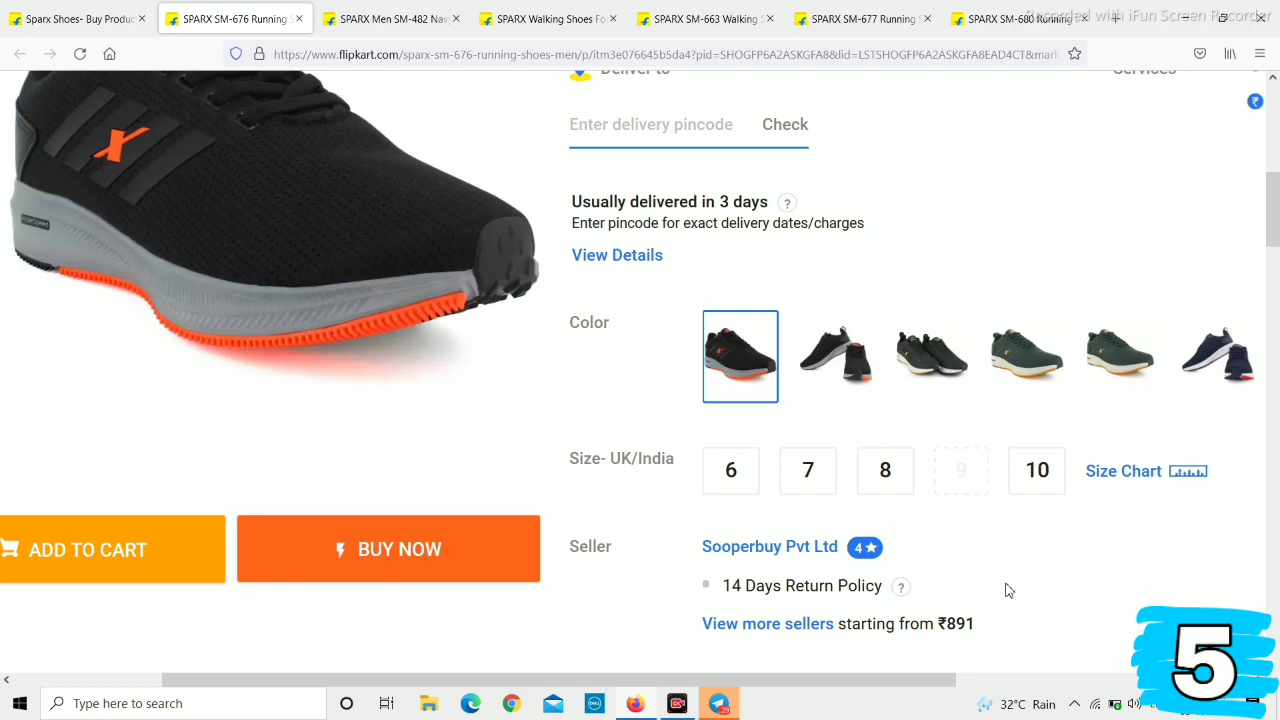 Sparx Shoes- Buy Produc
SPARX SM-676 Running S
SPARX Men SM-482 Navy
SPARX Walking Shoes Fo
SPARX SM-663 Walking S
SPARX SM-677 Running
Recorded with iFun Screen Recorder
https://www.flipkart.com/sparx-sm-676-running-shoes-men/p/itm3e076645b5da4?pid=SHOGFP6A2ASKGFA8&lid=LSTSHOGFP6A2ASKGFA8EAD4CT&mark
Deliver to
Services
Enter delivery pincode Check
Usually delivered in 3 days ?
Enter pincode for exact delivery dates/charges
View Details
Color
Size- UK/India 6 7 8 9 10 Size Chart
ADD TO CART
BUY NOW
Seller Sooperbuy Pvt Ltd 4★
14 Days Return Policy ?
View more sellers starting from ₹891
5
Type here to search
32°C Rain